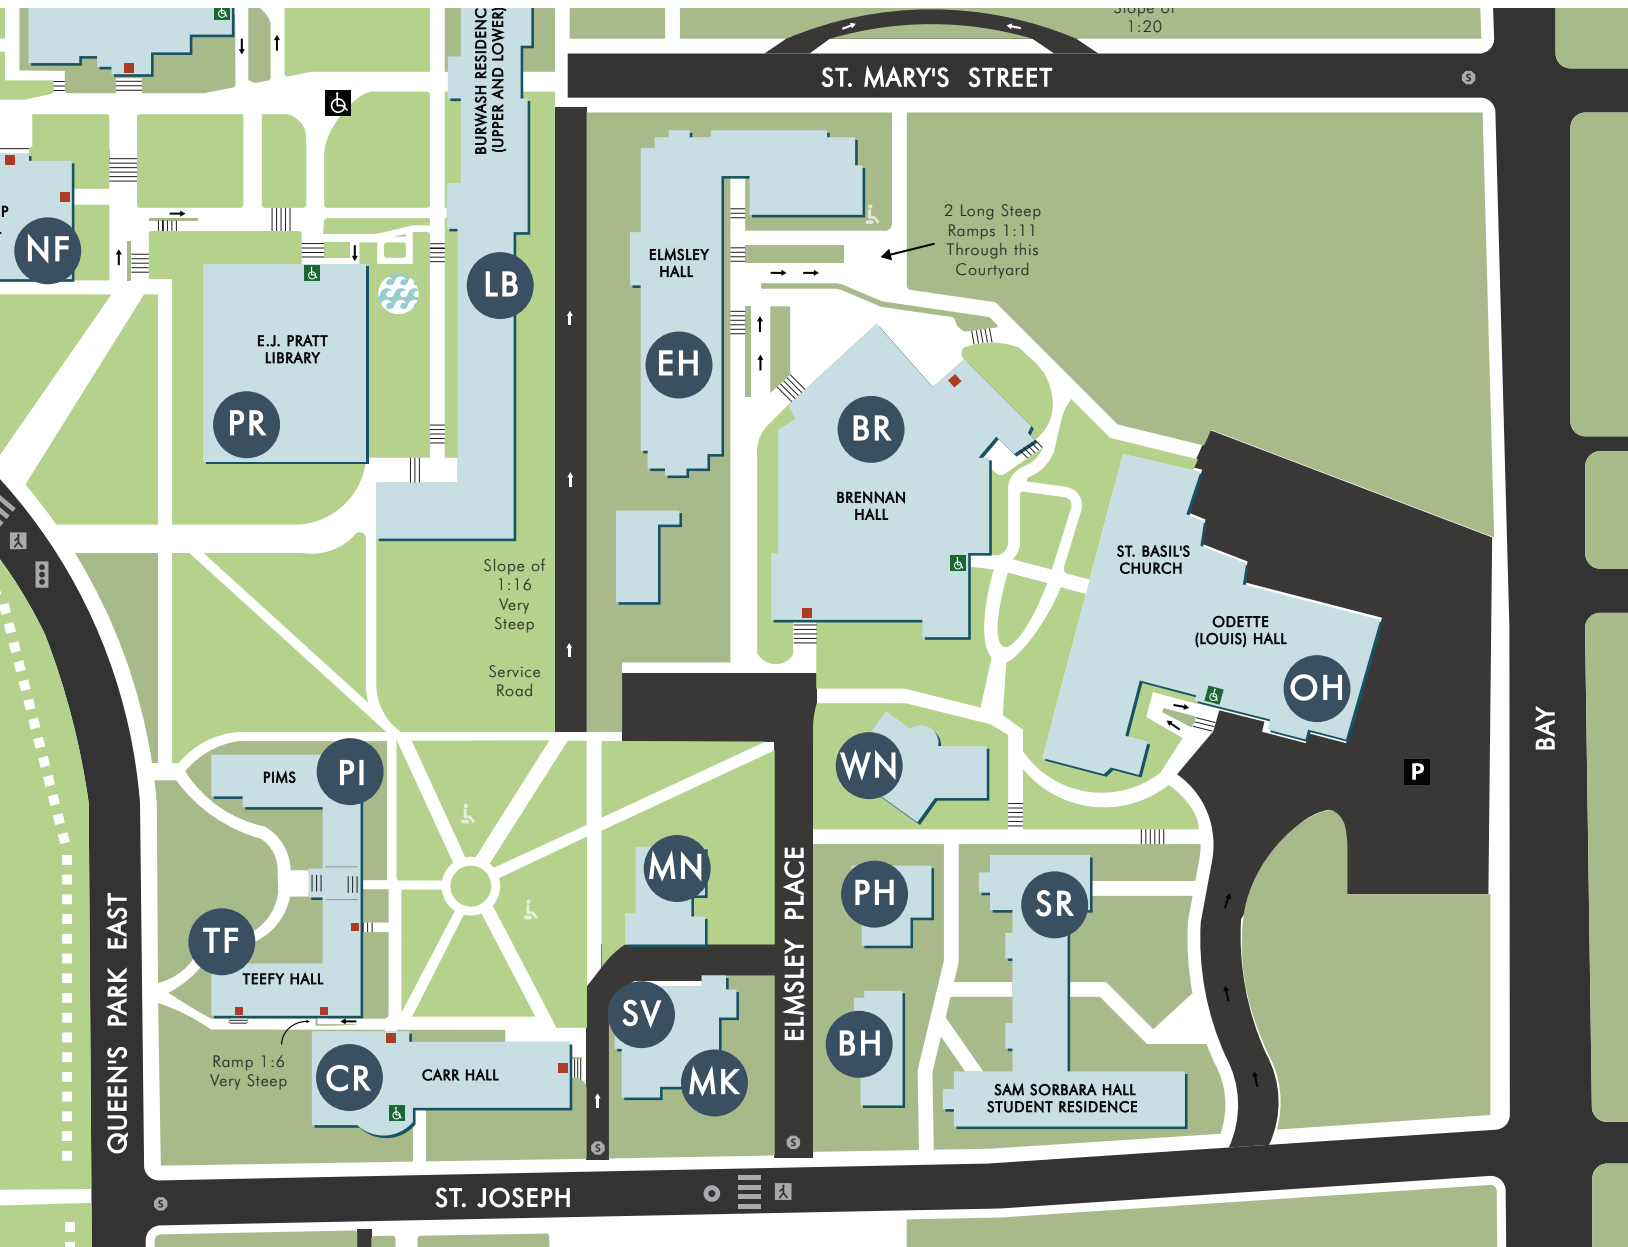 Slope of
1:20
BURWASH RESIDENC
(UPPER AND LOWER)
ST. MARY'S STREET
S
P
NF
LB
PR
E.J. PRATT
LIBRARY
ELMSLEY
HALL
EH
2 Long Steep
Ramps 1:11
Through this
Courtyard
BR
BRENNAN
HALL
ST. BASIL'S
CHURCH
ODETTE
(LOUIS) HALL
OH
Slope of
1:16
Very
Steep
Service
Road
BAY
P
PIMS
PI
WN
MN
PH
SR
TF
TEEFY HALL
SV
MK
BH
ELMSLEY PLACE
QUEEN'S PARK EAST
Ramp 1:6
Very Steep
CR
CARR HALL
SAM SORBARA HALL
STUDENT RESIDENCE
S
S
S
ST. JOSEPH